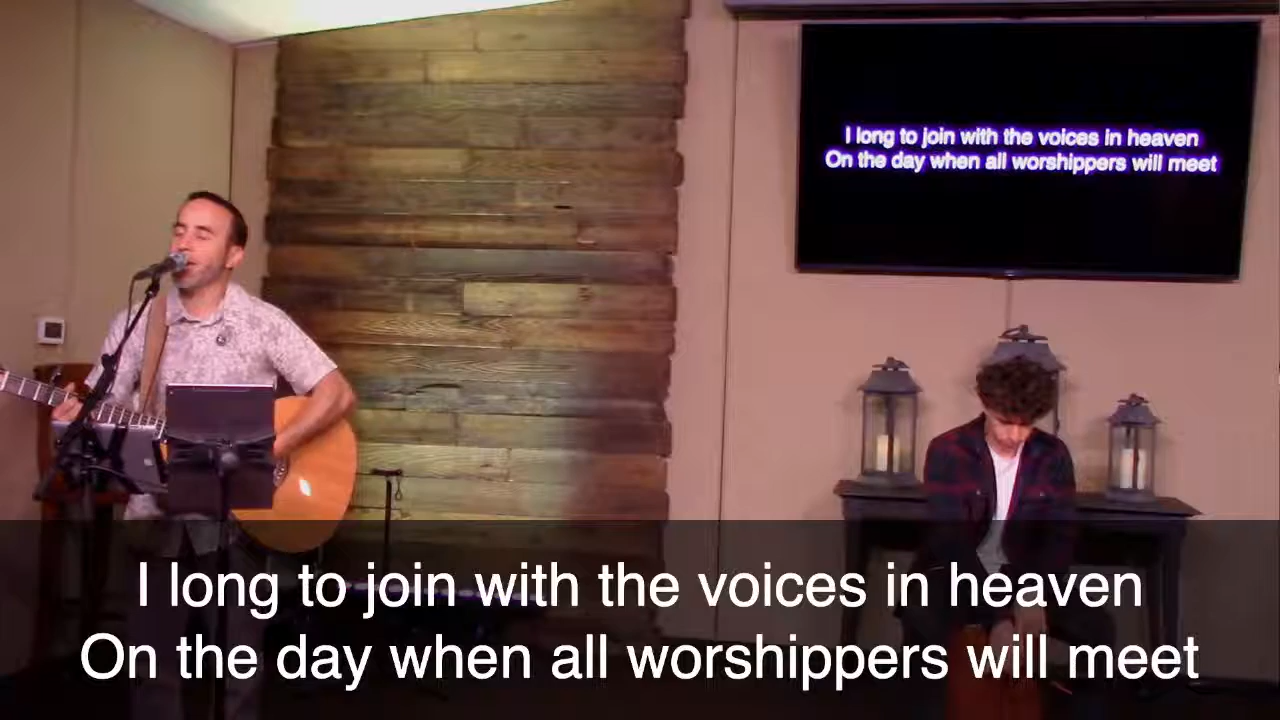 I long to join with the voices in heaven
On the day when all worshippers will meet
I long to join with the voices in heaven
On the day when all worshippers will meet